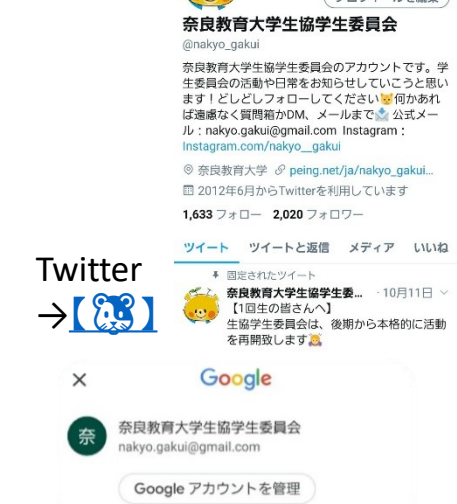 奈良教育大学生協学生委員会
@nakyo_gakui
奈良教育大学生協学生委員会のアカウントです。学
生委員会の活動や日常をお知らせしていこうと思い
ます！どしどしフォローしてください🐯何かあれ
ば遠慮なく質問箱かDM、メールまで📩 公式メー
ル：nakyo.gakui@gmail.com Instagram：
Instagram.com/nakyo__gakui
奈良教育大学 peing.net/ja/nakyo_gakui...
2012年6月からTwitterを利用しています
1,633 フォロー 2,020 フォロワー
ツイート ツイートと返信 メディア いいね
Twitter
→【🐹】
固定されたツイート
奈良教育大学生協学生委... · 10月11日
【1回生の皆さんへ】
生協学生委員会は、後期から本格的に活動
を再開致します🙇
Google
奈
奈良教育大学生協学生委員会
nakyo.gakui@gmail.com
Google アカウントを管理